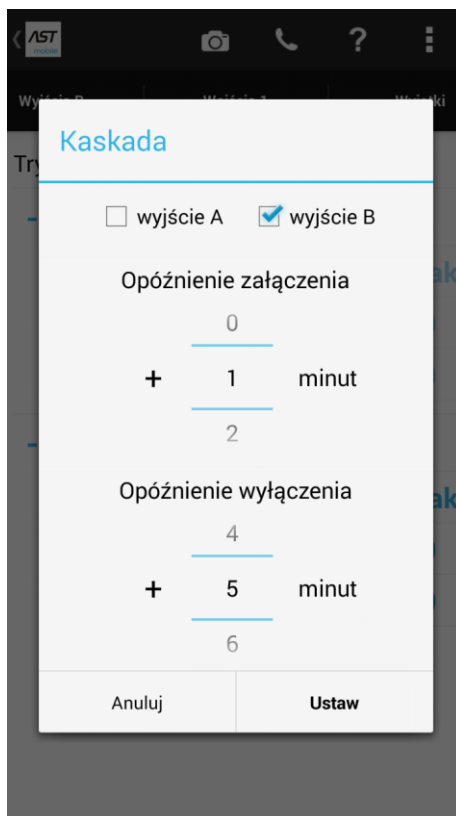 AST
mobile
?
Kaskada
wyjście A wyjście B
Opóźnienie załączenia
0
+ 1 minut
2
Opóźnienie wyłączenia
4
+ 5 minut
6
Anuluj Ustaw